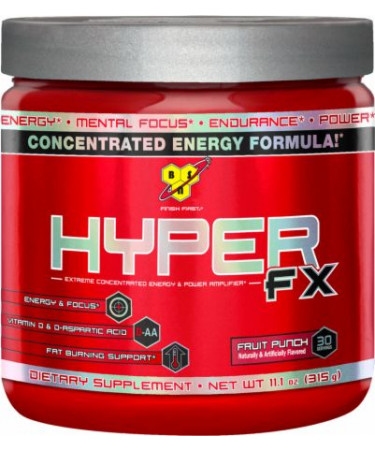 ENERGY* • MENTAL FOCUS* • ENDURANCE* • POWER*
CONCENTRATED ENERGY FORMULA!*
BSN
FINISH FIRST.
HYPER
FX
EXTREME CONCENTRATED ENERGY & POWER AMPLIFIER*
ENERGY & FOCUS*
VITAMIN D & D-ASPARTIC ACID
-AA
FAT BURNING SUPPORT*
FRUIT PUNCH
Naturally & Artificially Flavored
30
SERVINGS
DIETARY SUPPLEMENT • NET WT 11.1 oz (315 g)